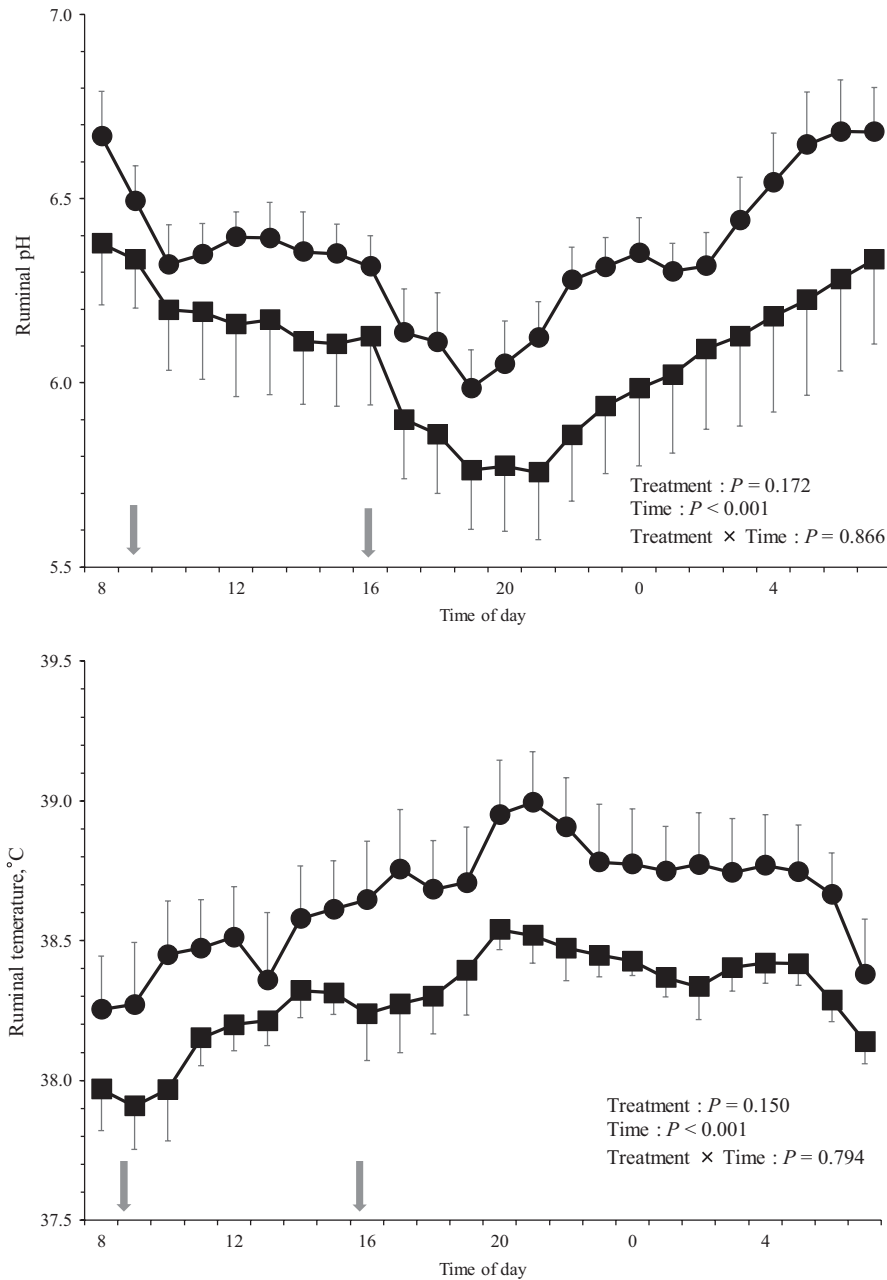 7.0
6.5
6.0
5.5
Ruminal pH
Treatment : P = 0.172
Time : P < 0.001
Treatment × Time : P = 0.866
8 12 16 20 0 4
Time of day
39.5
39.0
38.5
38.0
37.5
Ruminal temerature,°C
Treatment : P = 0.150
Time : P < 0.001
Treatment × Time : P = 0.794
8 12 16 20 0 4
Time of day